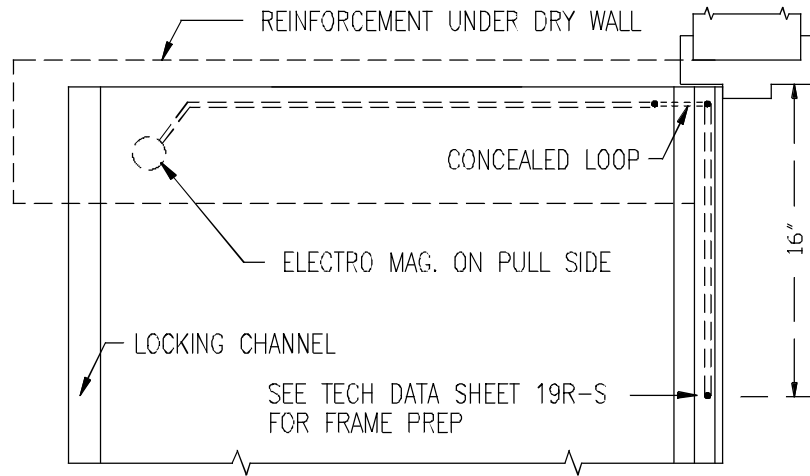 REINFORCEMENT UNDER DRY WALL
CONCEALED LOOP
16"
ELECTRO MAG. ON PULL SIDE
LOCKING CHANNEL
SEE TECH DATA SHEET 19R-S
FOR FRAME PREP